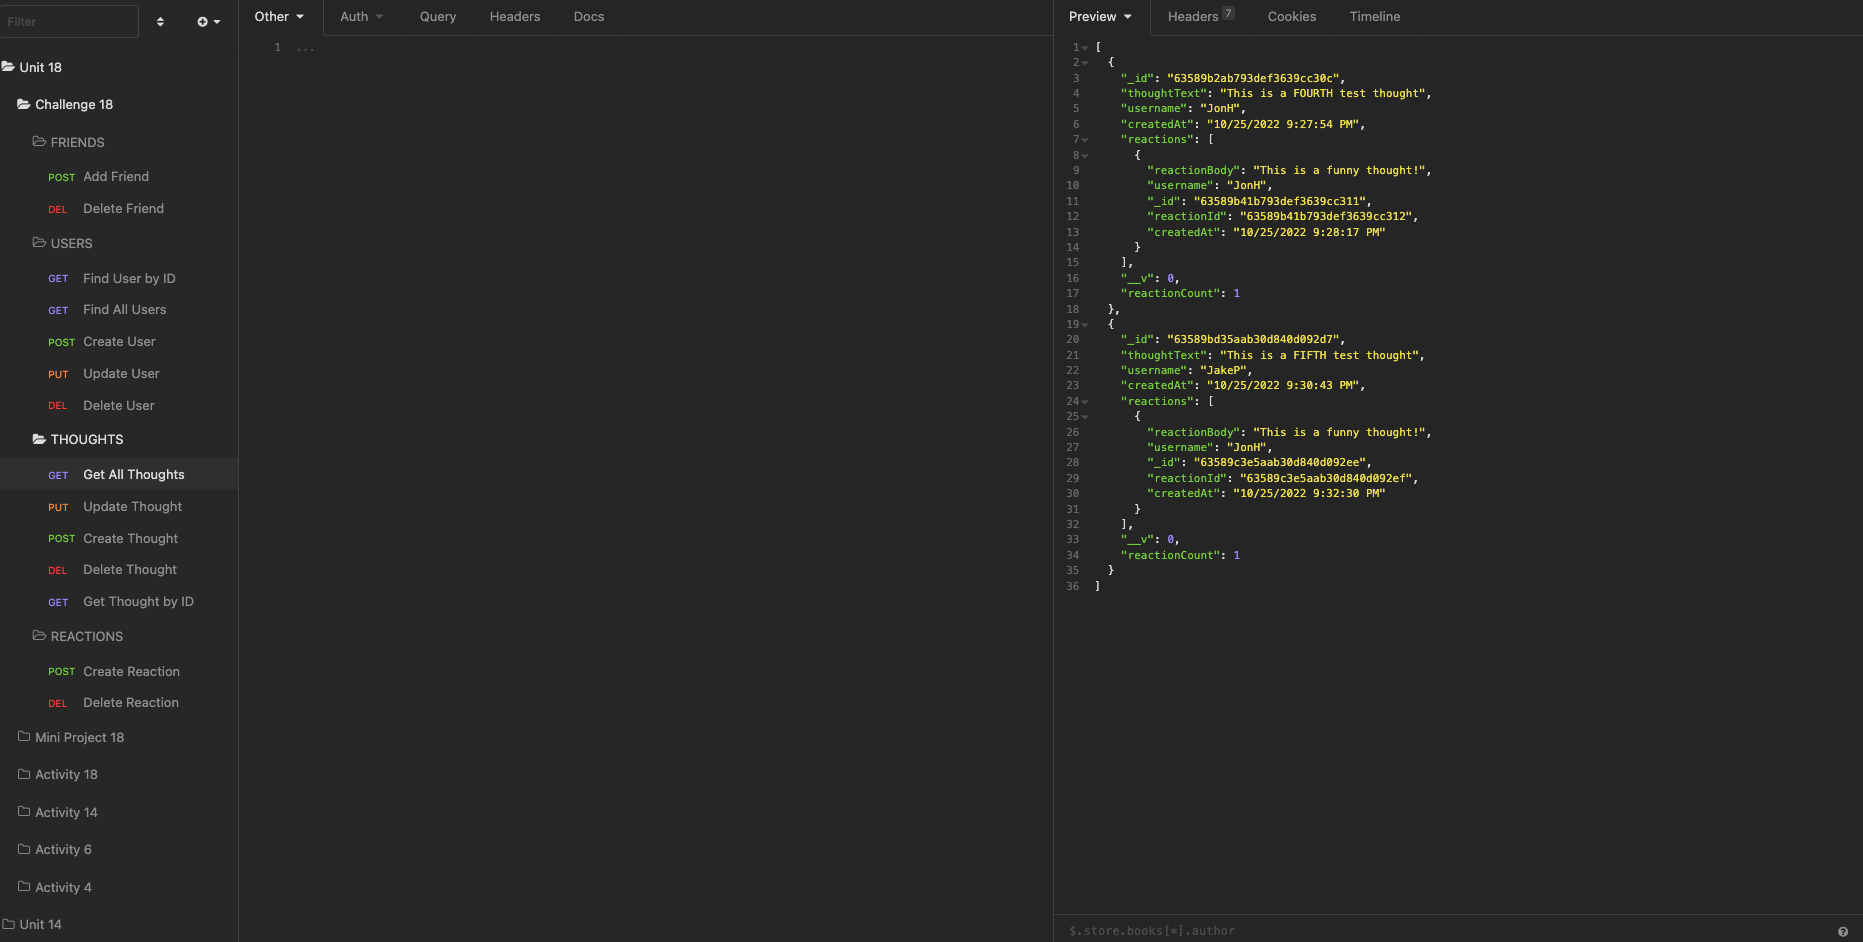 Filter
Unit 18
Challenge 18
FRIENDS
POST Add Friend
DEL Delete Friend
USERS
GET Find User by ID
GET Find All Users
POST Create User
PUT Update User
DEL Delete User
THOUGHTS
GET Get All Thoughts
PUT Update Thought
POST Create Thought
DEL Delete Thought
GET Get Thought by ID
REACTIONS
POST Create Reaction
DEL Delete Reaction
Mini Project 18
Activity 18
Activity 14
Activity 6
Activity 4
Unit 14
Other Auth Query Headers Docs
1 ...
Preview Headers 7 Cookies Timeline
1 [
2 {
3 "_id": "63589b2ab793def3639cc30c",
4 "thoughtText": "This is a FOURTH test thought",
5 "username": "JonH",
6 "createdAt": "10/25/2022 9:27:54 PM",
7 "reactions": [
8 {
9 "reactionBody": "This is a funny thought!",
10 "username": "JonH",
11 "_id": "63589b41b793def3639cc311",
12 "reactionId": "63589b41b793def3639cc312",
13 "createdAt": "10/25/2022 9:28:17 PM"
14 }
15 ],
16 "__v": 0,
17 "reactionCount": 1
18 },
19 {
20 "_id": "63589bd35aab30d840d092d7",
21 "thoughtText": "This is a FIFTH test thought",
22 "username": "JakeP",
23 "createdAt": "10/25/2022 9:30:43 PM",
24 "reactions": [
25 {
26 "reactionBody": "This is a funny thought!",
27 "username": "JonH",
28 "_id": "63589c3e5aab30d840d092ee",
29 "reactionId": "63589c3e5aab30d840d092ef",
30 "createdAt": "10/25/2022 9:32:30 PM"
31 }
32 ],
33 "__v": 0,
34 "reactionCount": 1
35 }
36 ]
$.store.books[*].author